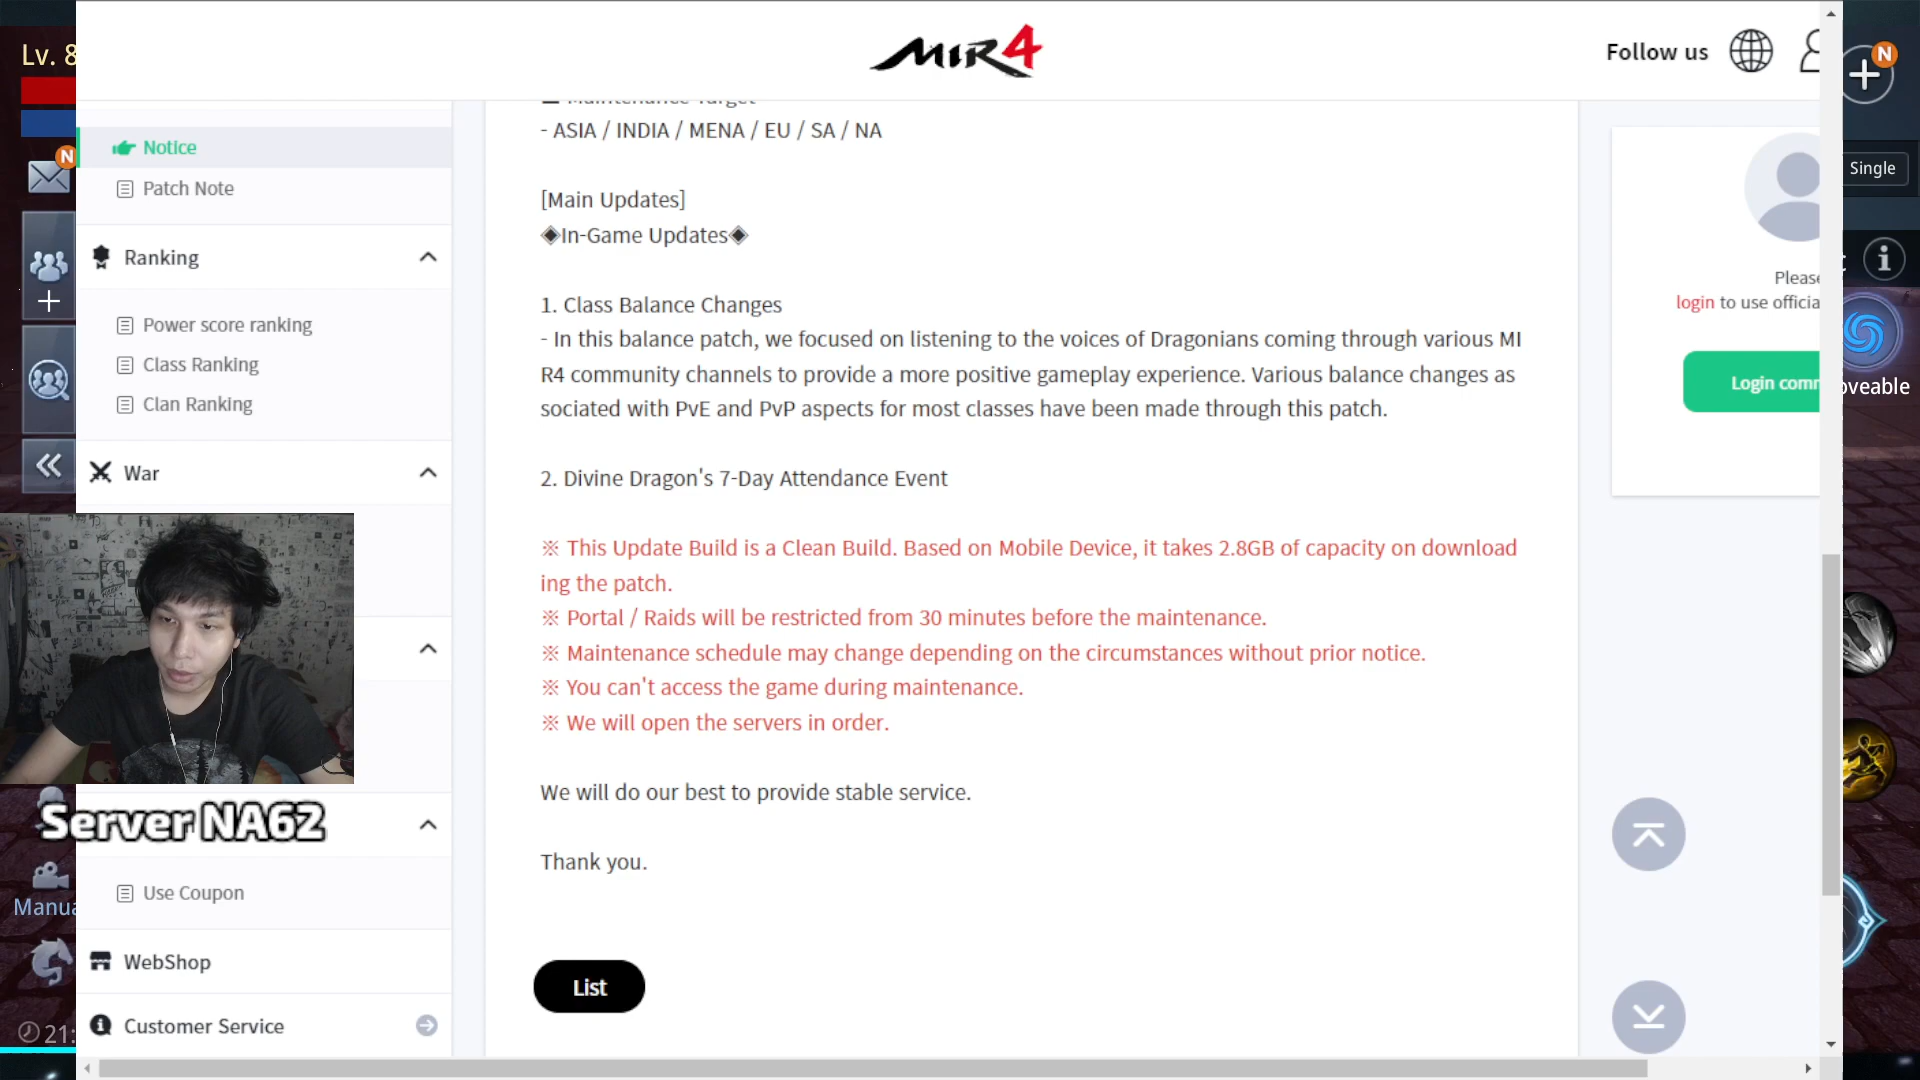 MIR4
Follow us
Lv. 8
N
N
Single
Notice
Patch Note
Ranking
Power score ranking
Class Ranking
Clan Ranking
War
Server NA62
Use Coupon
WebShop
Customer Service
Manua
21:
Maintenance Target
- ASIA / INDIA / MENA / EU / SA / NA
[Main Updates]
◈In-Game Updates◈
1. Class Balance Changes
- In this balance patch, we focused on listening to the voices of Dragonians coming through various MI
R4 community channels to provide a more positive gameplay experience. Various balance changes as
sociated with PvE and PvP aspects for most classes have been made through this patch.
2. Divine Dragon's 7-Day Attendance Event
※ This Update Build is a Clean Build. Based on Mobile Device, it takes 2.8GB of capacity on download
ing the patch.
※ Portal / Raids will be restricted from 30 minutes before the maintenance.
※ Maintenance schedule may change depending on the circumstances without prior notice.
※ You can't access the game during maintenance.
※ We will open the servers in order.
We will do our best to provide stable service.
Thank you.
List
Please
login to use officia
Login comm
oveable